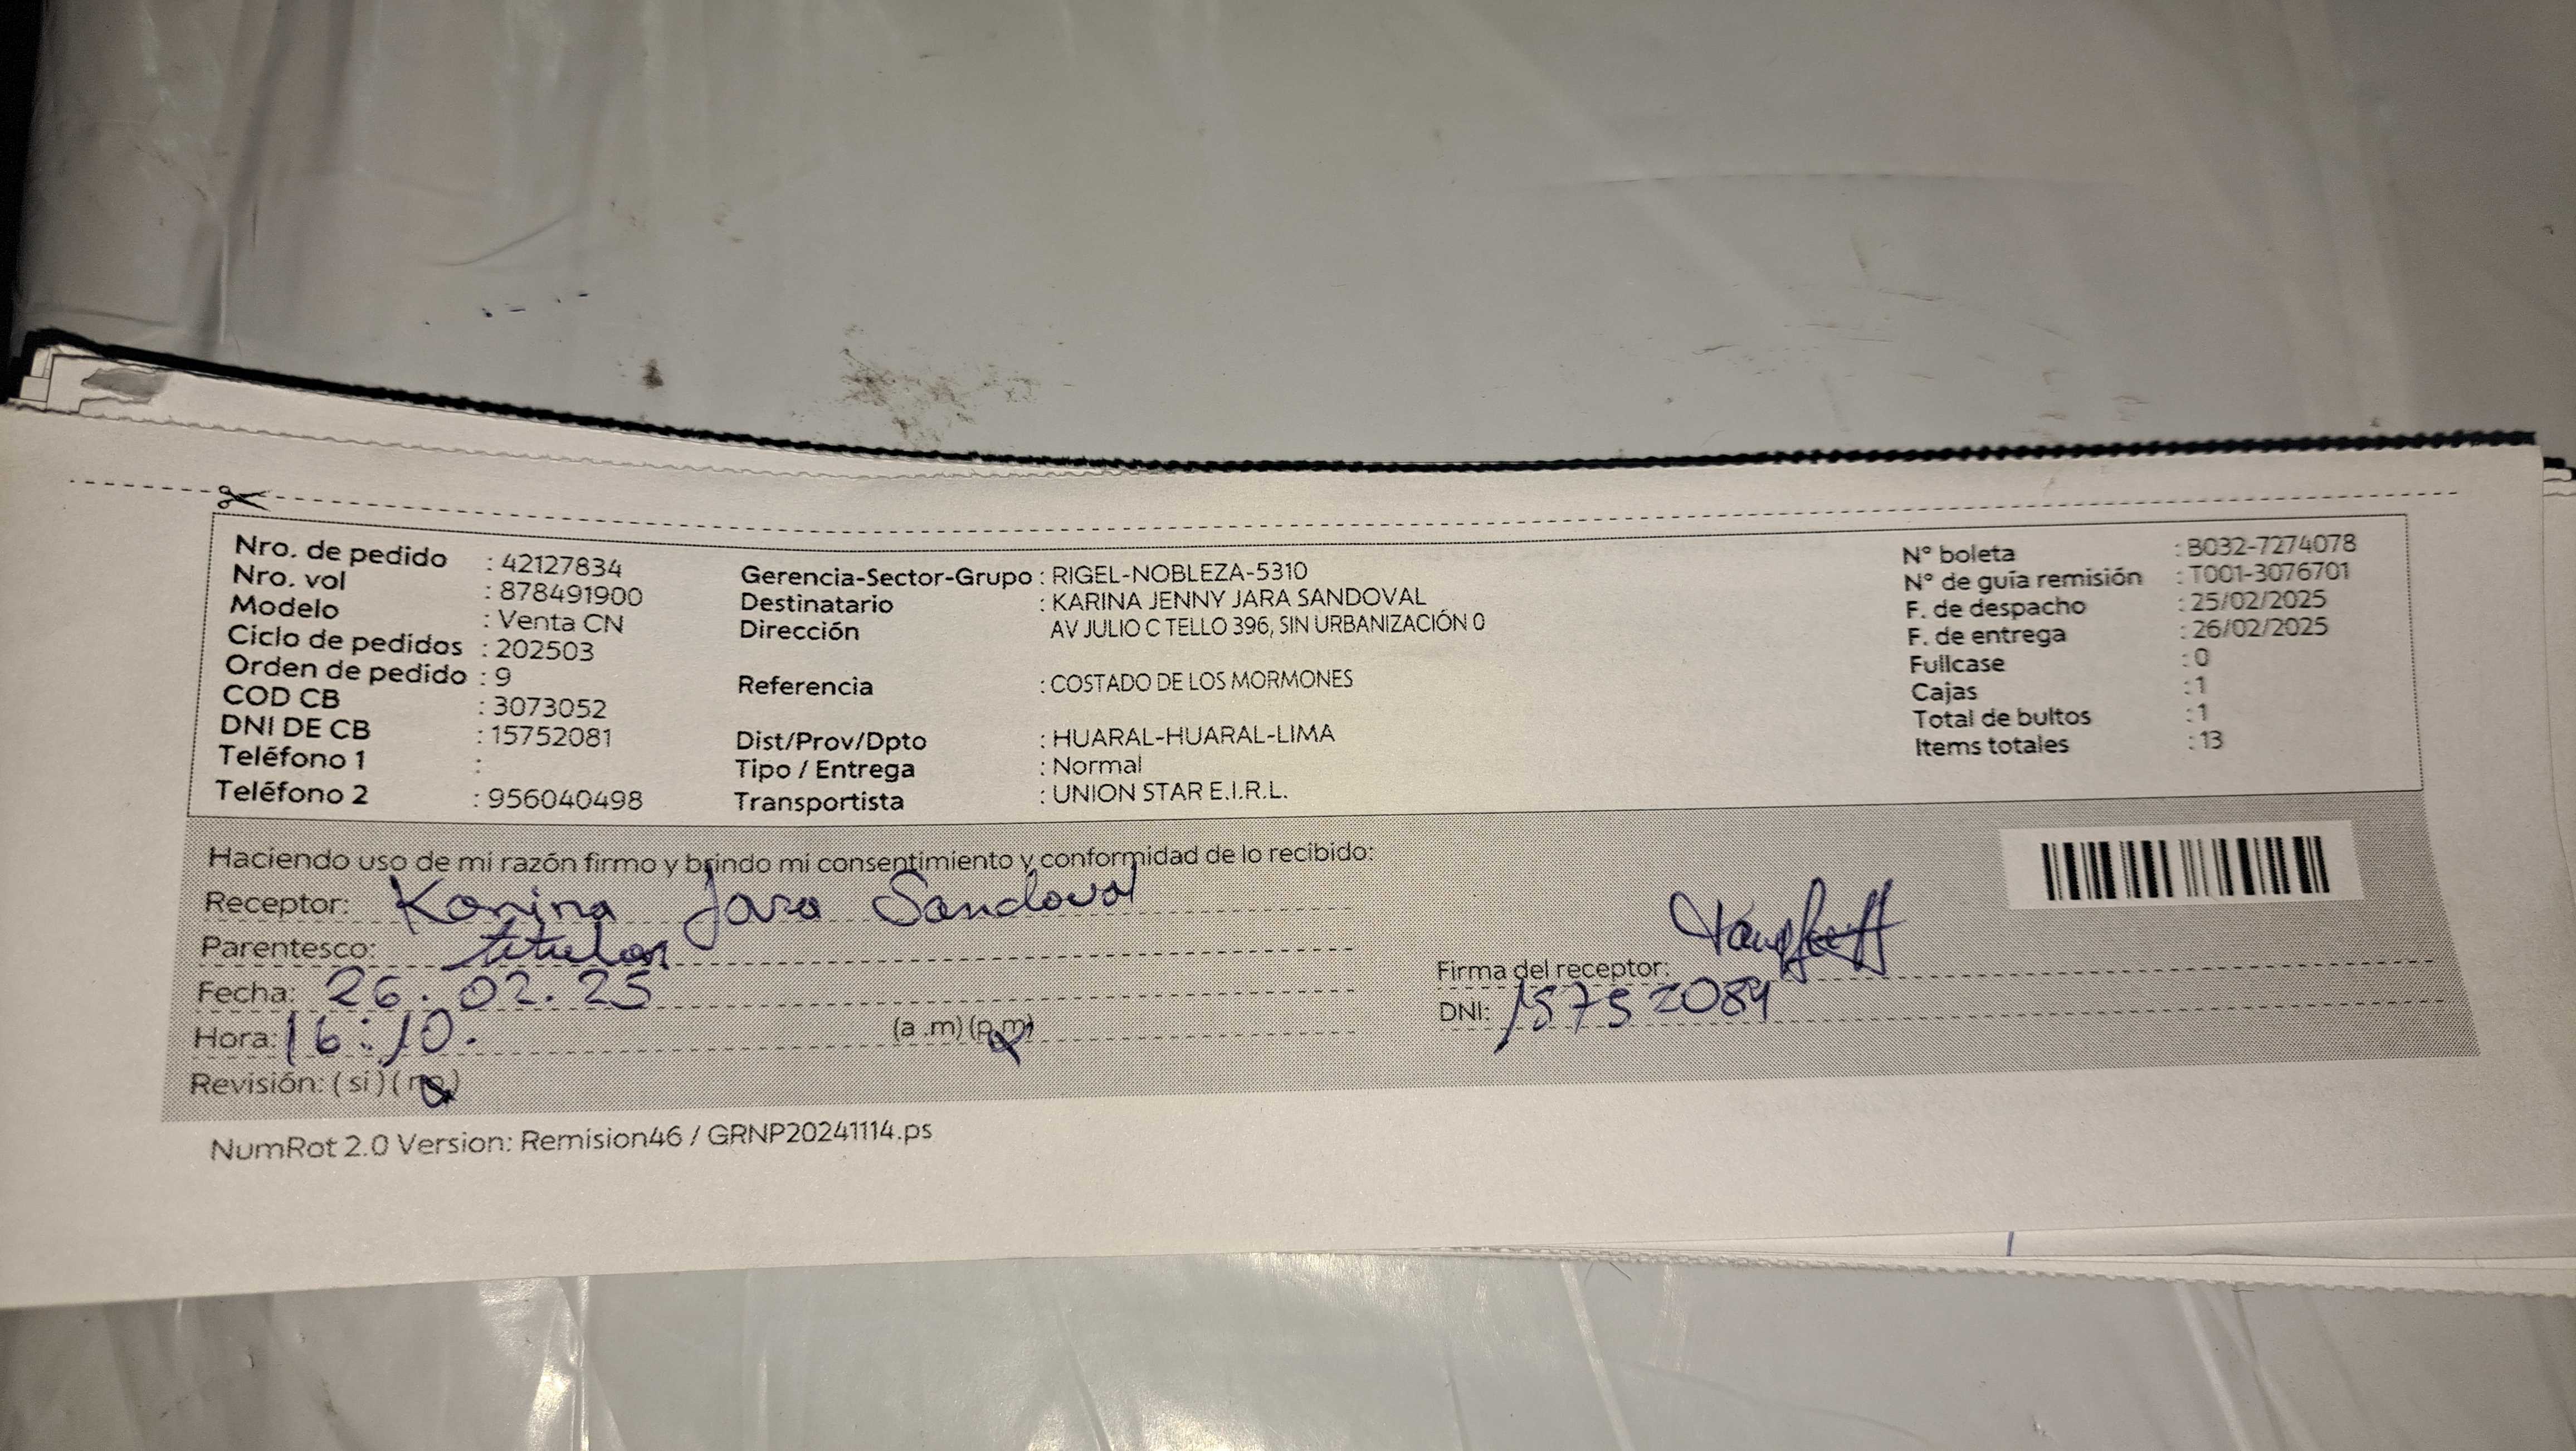 Nro. de pedido : 42127834
Nro. vol : 878491900
Modelo : Venta CN
Ciclo de pedidos : 202503
Orden de pedido : 9
COD CB : 3073052
DNI DE CB : 15752081
Teléfono 1 :
Teléfono 2 : 956040498
Gerencia-Sector-Grupo : RIGEL-NOBLEZA-5310
Destinatario : KARINA JENNY JARA SANDOVAL
Dirección AV JULIO C TELLO 396, SIN URBANIZACIÓN 0
Referencia : COSTADO DE LOS MORMONES
Dist/Prov/Dpto : HUARAL-HUARAL-LIMA
Tipo / Entrega : Normal
Transportista : UNION STAR E.I.R.L.
N° boleta : B032-7274078
N° de guía remisión : T001-3076701
F. de despacho : 25/02/2025
F. de entrega : 26/02/2025
Fullcase : 0
Cajas : 1
Total de bultos : 1
Items totales : 13
Haciendo uso de mi razón firmo y brindo mi consentimiento y conformidad de lo recibido:
Receptor: Karina Jara Sandoval
Parentesco: titular
Fecha: 26.02.25
Hora: 16:10. (a .m) (p.m)
Revisión: ( si ) ( no )
Firma del receptor:
DNI: 15752081
NumRot 2.0 Version: Remision46 / GRNP20241114.ps